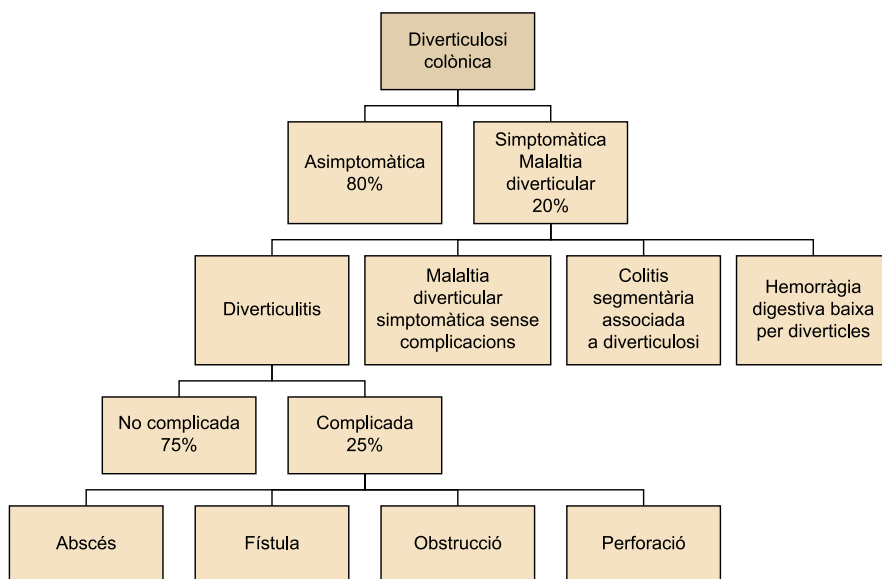 Diverticulosi
colònica
Asimptomàtica
80%
Simptomàtica
Malaltia
diverticular
20%
Diverticulitis
Malaltia
diverticular
simptomàtica sense
complicacions
Colitis
segmentària
associada
a diverticulosi
Hemorràgia
digestiva baixa
per diverticles
No complicada
75%
Complicada
25%
Abscés
Fístula
Obstrucció
Perforació